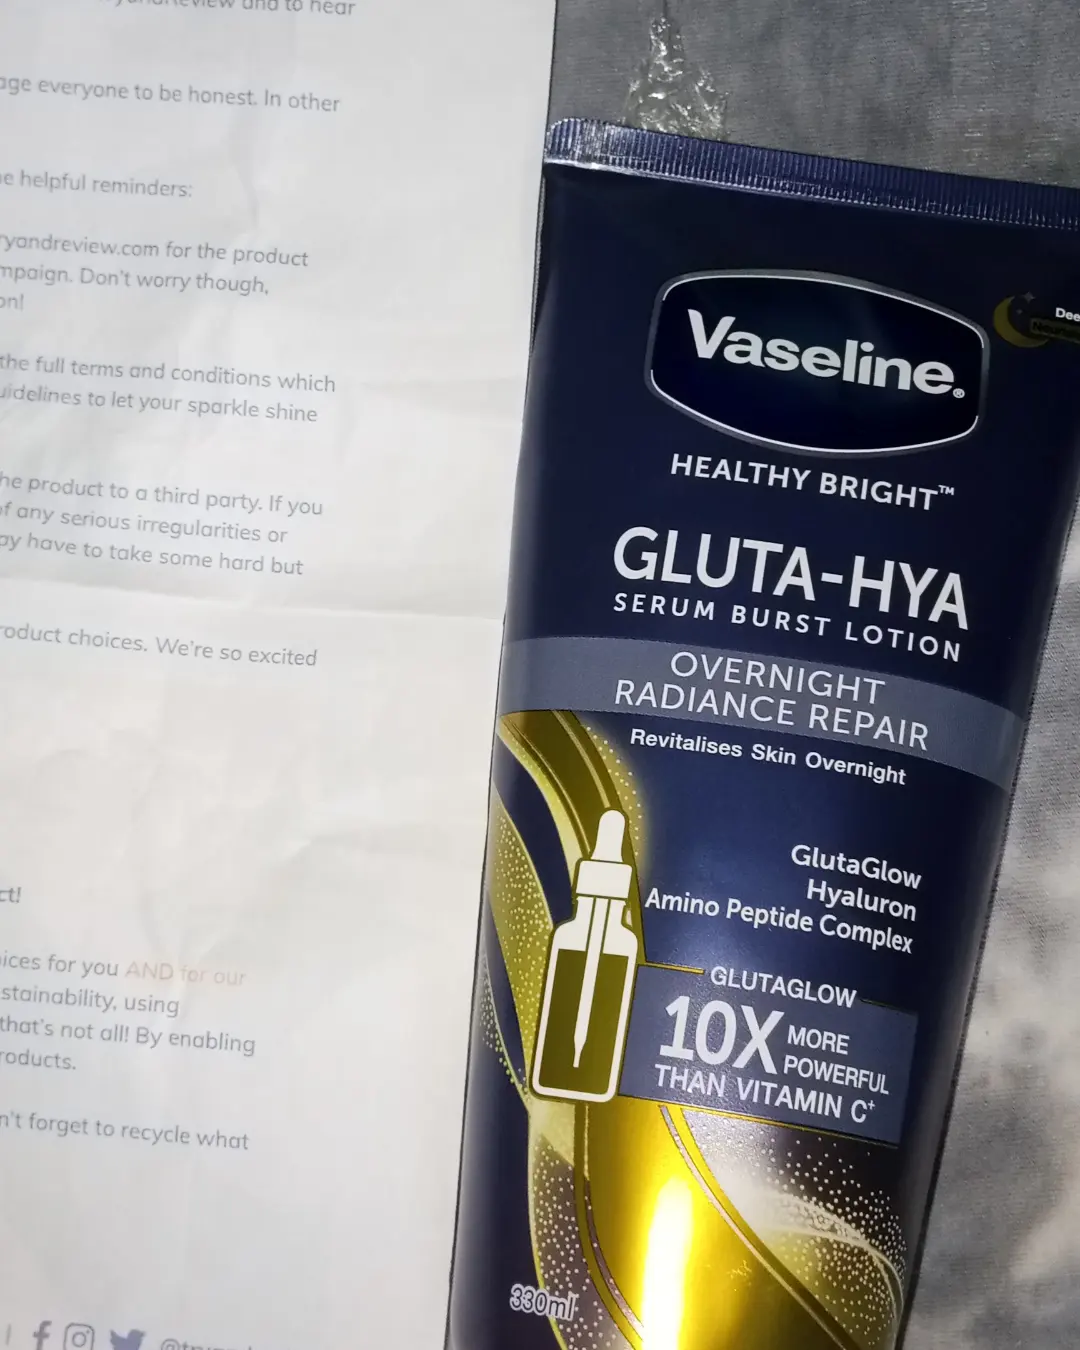 and to hear
age everyone to be honest. In other
helpful reminders:
ryandreview.com for the product
mpaign. Don't worry though,
on!
the full terms and conditions which
uidelines to let your sparkle shine
he product to a third party. If you
of any serious irregularities or
ay have to take some hard but
roduct choices. We're so excited
ct!
ices for you AND for our
stainability, using
that's not all! By enabling
roducts.
n't forget to recycle what
Vaseline®
HEALTHY BRIGHT™
GLUTA-HYA
SERUM BURST LOTION
OVERNIGHT
RADIANCE REPAIR
Revitalises Skin Overnight
GlutaGlow
Hyaluron
Amino Peptide Complex
GLUTAGLOW
10X MORE
POWERFUL
THAN VITAMIN C+
330ml